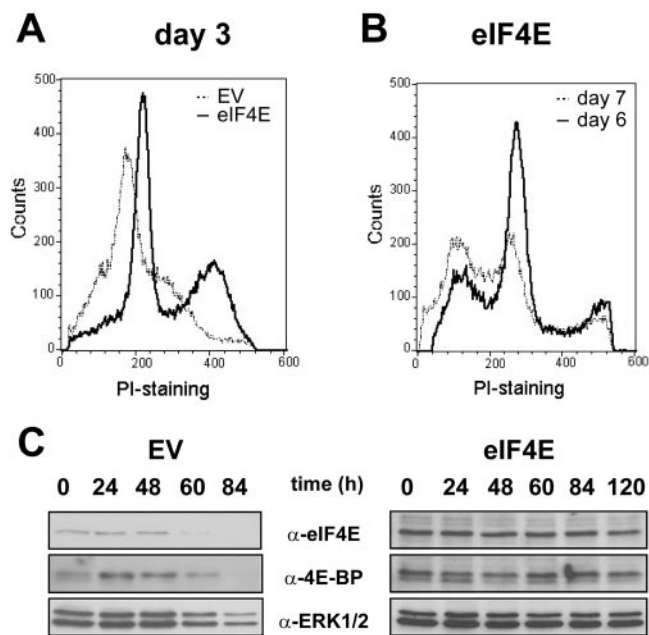 A
day 3
B
eIF4E
500
400
300
200
100
0
Counts
EV
eIF4E
0 200 400 600
PI-staining
500
400
300
200
100
0
Counts
day 7
day 6
0 200 400 600
PI-staining
C
EV
eIF4E
0 24 48 60 84
time (h)
0 24 48 60 84 120
α-eIF4E
α-4E-BP
α-ERK1/2